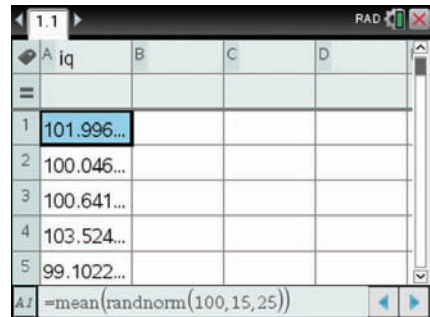 1.1 RAD
A iq B C D
=
1 101.996...
2 100.046...
3 100.641...
4 103.524...
5 99.1022...
A1 =mean(randnorm(100,15,25))